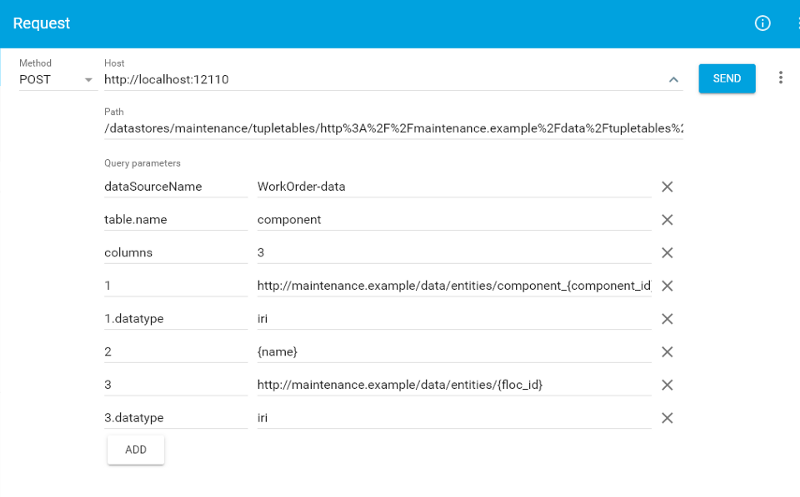 Request
Method
Host
POST
http://localhost:12110
SEND
Path
/datastores/maintenance/tupletables/http%3A%2F%2Fmaintenance.example%2Fdata%2Ftupletables%2
Query parameters
dataSourceName WorkOrder-data
table.name component
columns 3
1 http://maintenance.example/data/entities/component_{component_id
1.datatype iri
2 {name}
3 http://maintenance.example/data/entities/{floc_id}
3.datatype iri
ADD